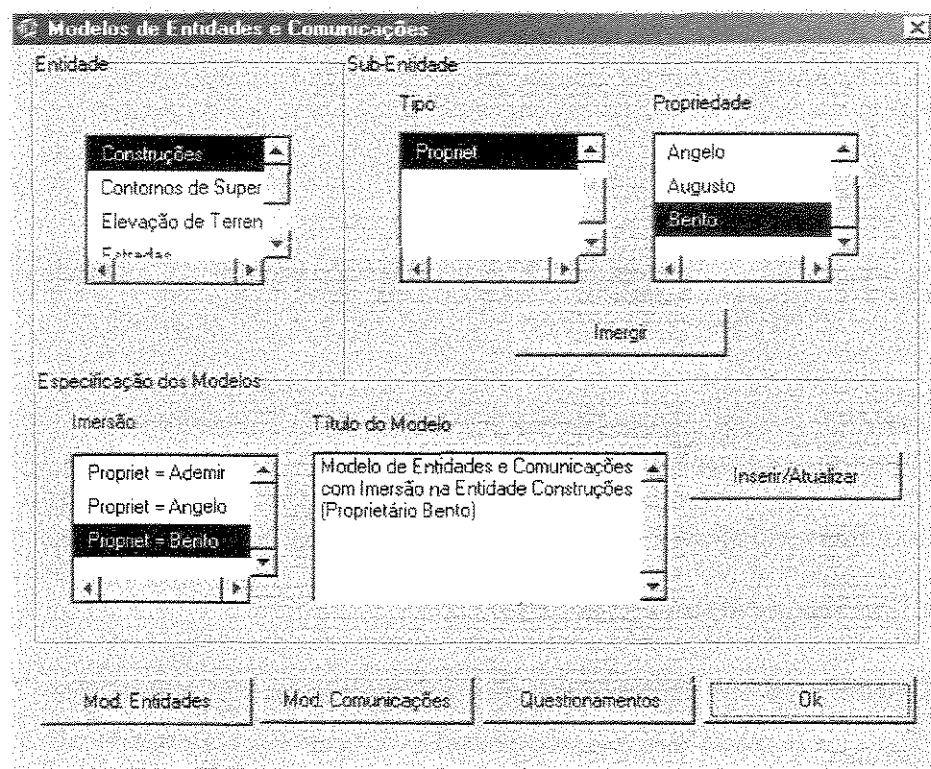 Modelos de Entidades e Comunicações
Entidade
Sub-Entidade
Tipo
Propriedade
Construções
Contornos de Super
Elevação de Terren
Estradas
Propriet
Angelo
Augusto
Bento
Imergir
Especificação dos Modelos
Imersão
Título do Modelo
Propriet = Ademir
Propriet = Angelo
Propriet = Bento
Modelo de Entidades e Comunicações
com Imersão na Entidade Construções
(Proprietário Bento)
Inserir/Atualizar
Mod. Entidades
Mod. Comunicações
Questionamentos
Ok